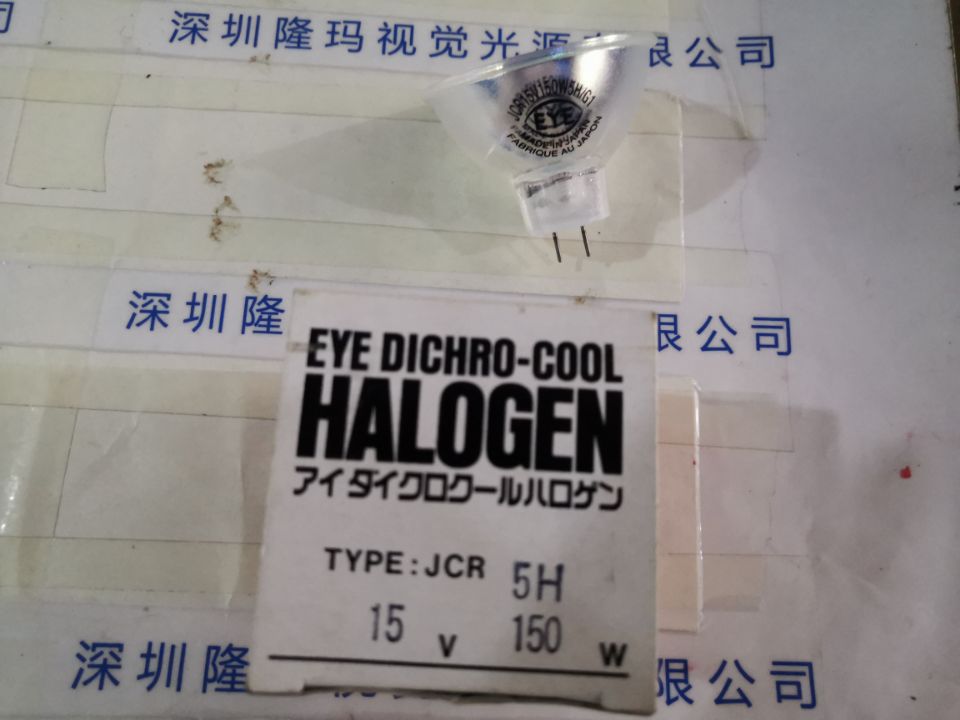 司
深圳隆玛视觉光源有限公司
JCR15V150W5H/G1
EYE
MADE IN JAPAN
FABRIQUE AU JAPON
深圳隆
限公司
EYE DICHRO-COOL
HALOGEN
アイ ダイクロクールハロゲン
TYPE:JCR 5H
15 V 150 W
深圳隆
限公司